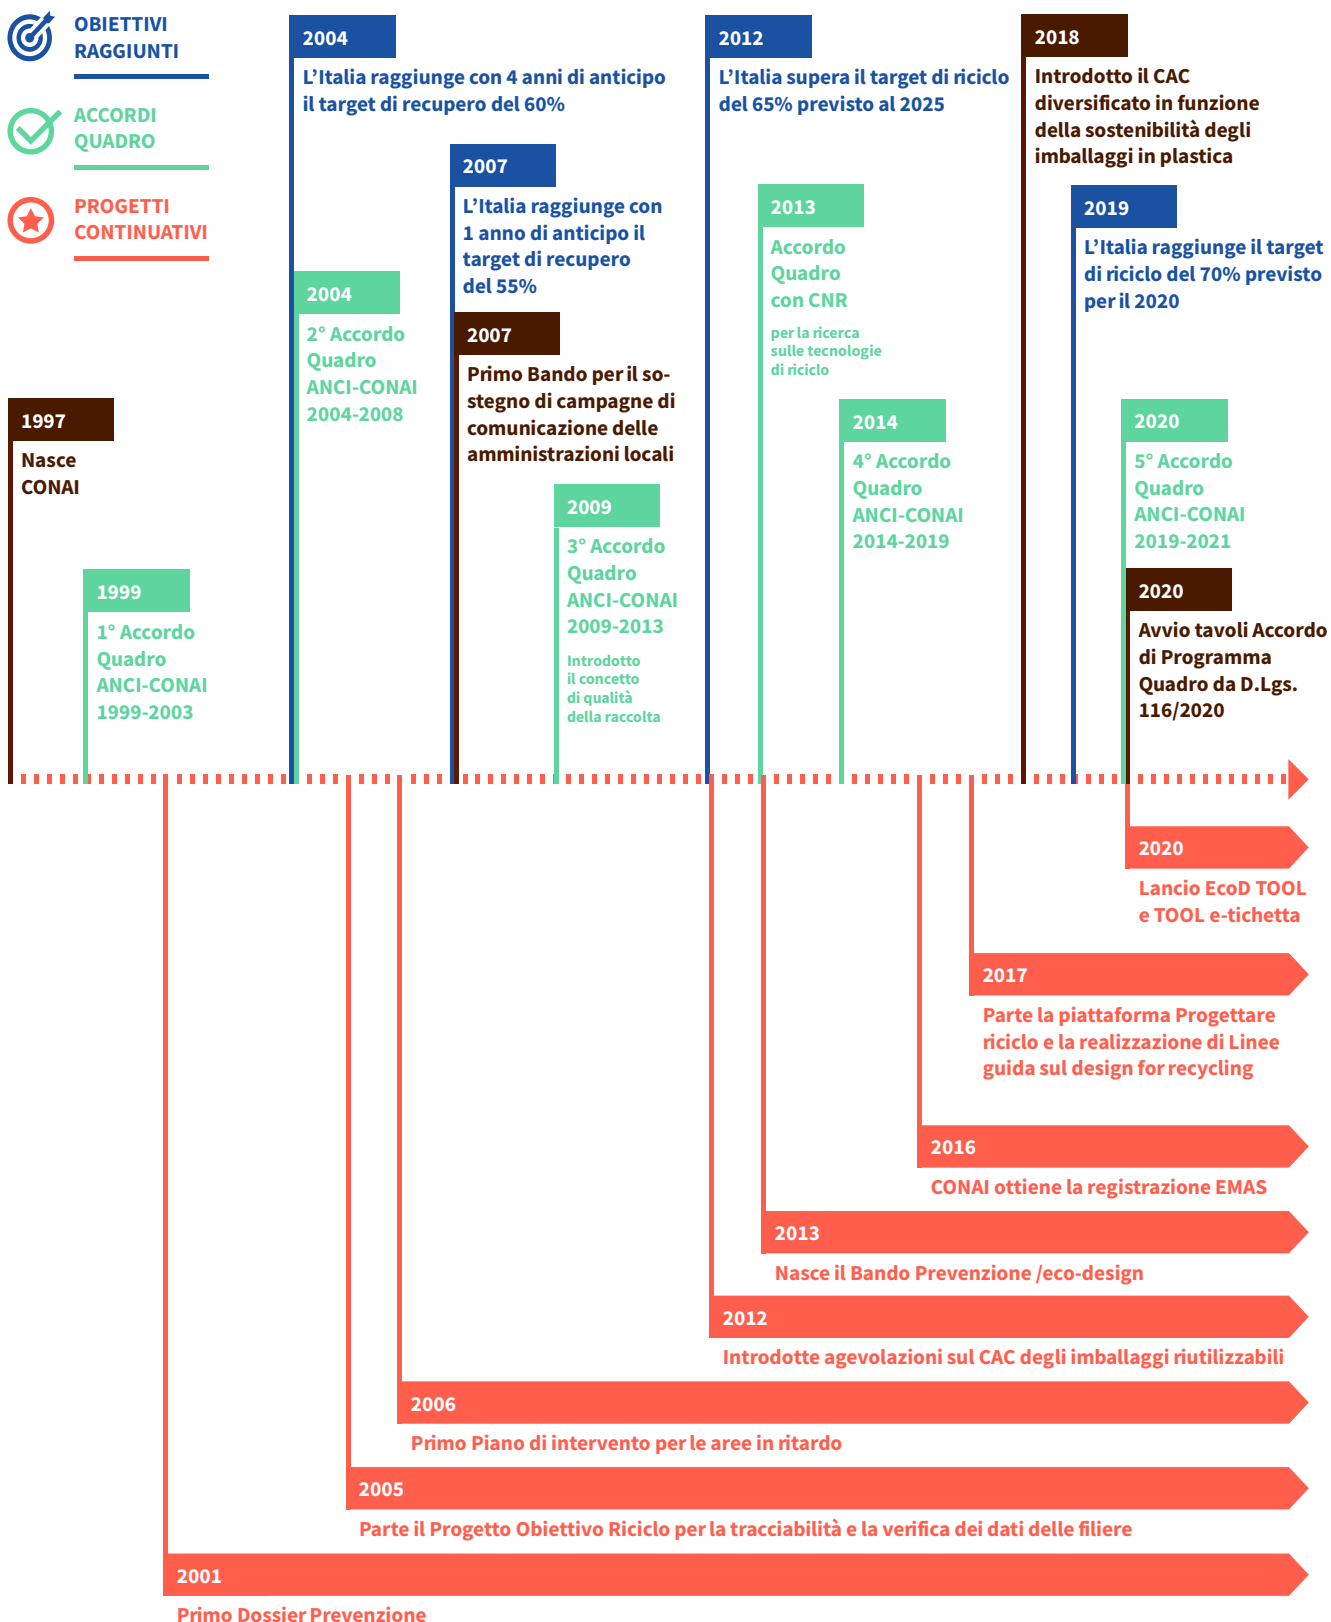 OBIETTIVI
RAGGIUNTI
ACCORDI
QUADRO
PROGETTI
CONTINUATIVI
1997
Nasce
CONAI
1999
1° Accordo
Quadro
ANCI-CONAI
1999-2003
2004
L’Italia raggiunge con 4 anni di anticipo
il target di recupero del 60%
2004
2° Accordo
Quadro
ANCI-CONAI
2004-2008
2007
L’Italia raggiunge con
1 anno di anticipo il
target di recupero
del 55%
2007
Primo Bando per il so-
stegno di campagne di
comunicazione delle
amministrazioni locali
2009
3° Accordo
Quadro
ANCI-CONAI
2009-2013
Introdotto
il concetto
di qualità
della raccolta
2012
L’Italia supera il target di riciclo
del 65% previsto al 2025
2013
Accordo
Quadro
con CNR
per la ricerca
sulle tecnologie
di riciclo
2014
4° Accordo
Quadro
ANCI-CONAI
2014-2019
2018
Introdotto il CAC
diversificato in funzione
della sostenibilità degli
imballaggi in plastica
2019
L’Italia raggiunge il target
di riciclo del 70% previsto
per il 2020
2020
5° Accordo
Quadro
ANCI-CONAI
2019-2021
2020
Avvio tavoli Accordo
di Programma
Quadro da D.Lgs.
116/2020
2020
Lancio EcoD TOOL
e TOOL e-tichetta
2017
Parte la piattaforma Progettare
riciclo e la realizzazione di Linee
guida sul design for recycling
2016
CONAI ottiene la registrazione EMAS
2013
Nasce il Bando Prevenzione /eco-design
2012
Introdotte agevolazioni sul CAC degli imballaggi riutilizzabili
2006
Primo Piano di intervento per le aree in ritardo
2005
Parte il Progetto Obiettivo Riciclo per la tracciabilità e la verifica dei dati delle filiere
2001
Primo Dossier Prevenzione